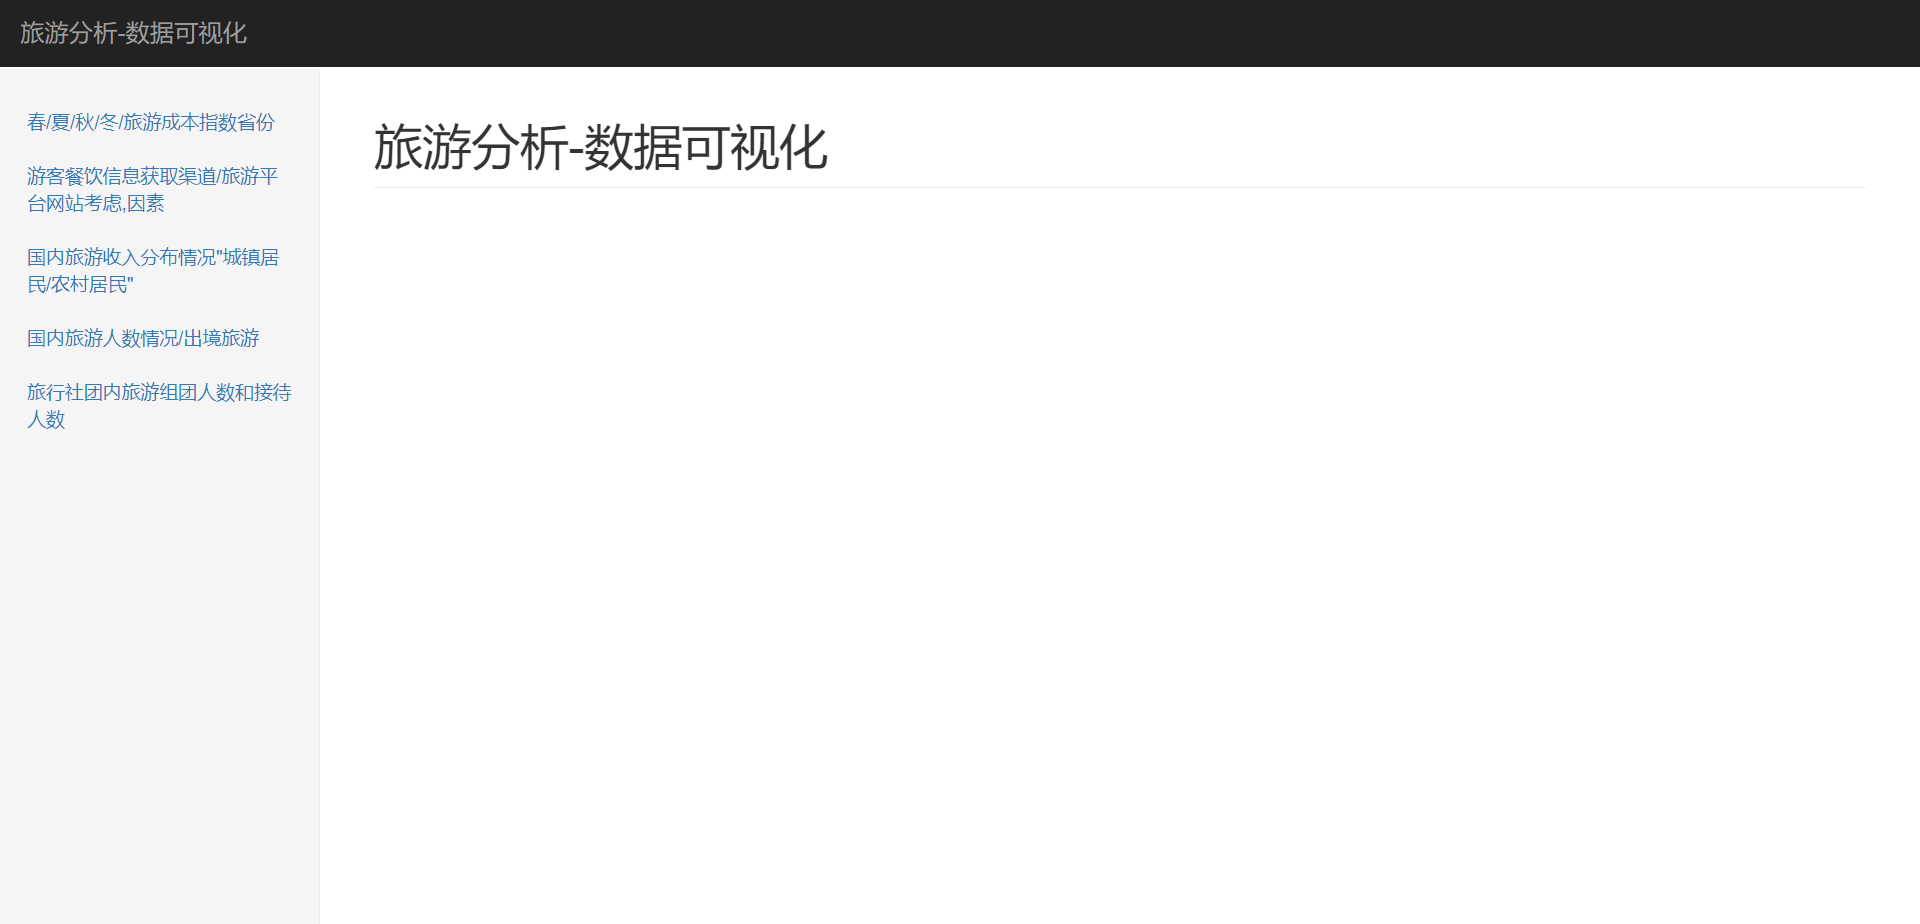 旅游分析-数据可视化
春/夏/秋/冬/旅游成本指数省份
游客餐饮信息获取渠道/旅游平
台网站考虑,因素
国内旅游收入分布情况"城镇居
民/农村居民"
国内旅游人数情况/出境旅游
旅行社团内旅游组团人数和接待
人数
旅游分析-数据可视化